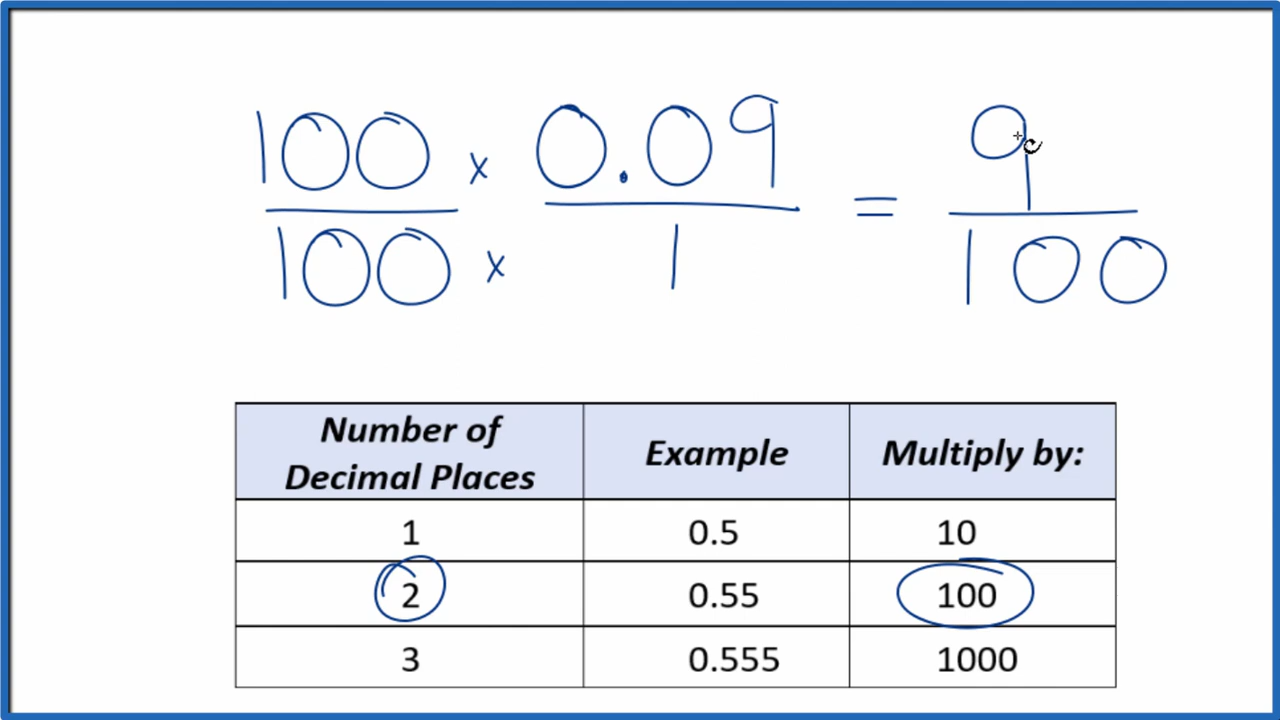 100 x 0.09 = 9
100 x 1 100
Number of Decimal Places Example Multiply by:
1 0.5 10
2 0.55 100
3 0.555 1000